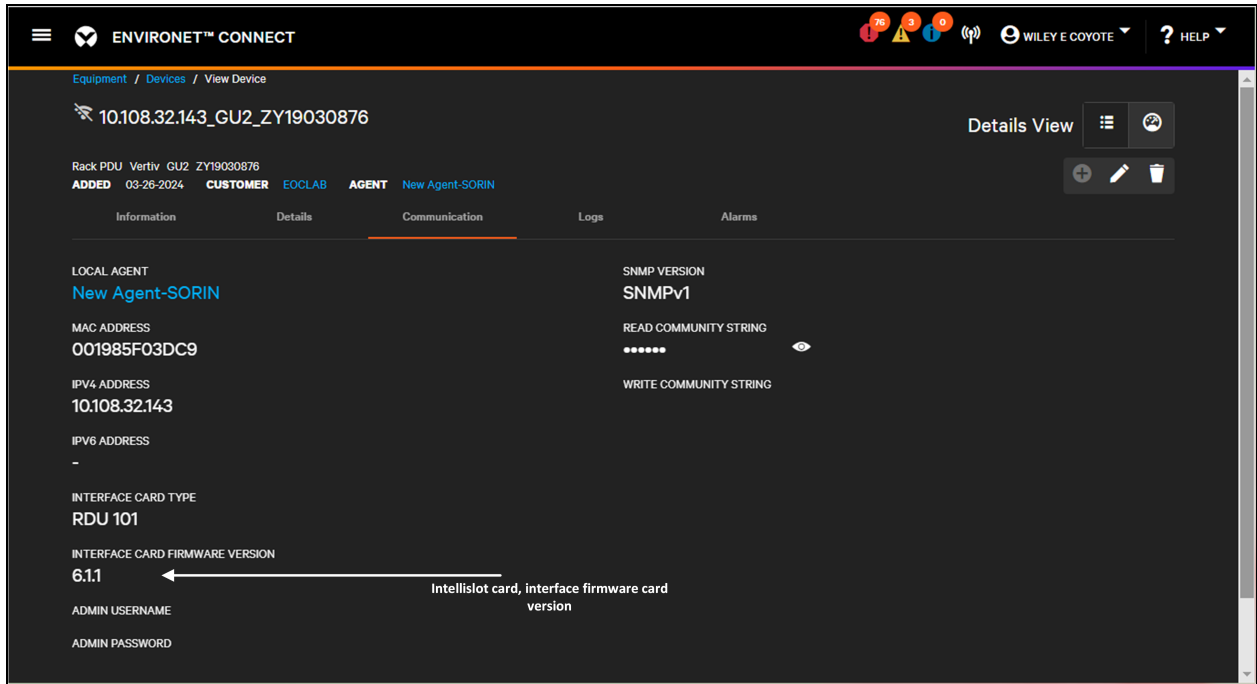 ENVIRONET™ CONNECT
76
3
0
WILEY E COYOTE
? HELP
Equipment / Devices / View Device
10.108.32.143_GU2_ZY19030876
Details View
Rack PDU Vertiv GU2 ZY19030876
ADDED 03-26-2024 CUSTOMER EOCLAB AGENT New Agent-SORIN
Information Details Communication Logs Alarms
LOCAL AGENT
New Agent-SORIN
MAC ADDRESS
001985F03DC9
IPV4 ADDRESS
10.108.32.143
IPV6 ADDRESS
-
INTERFACE CARD TYPE
RDU 101
INTERFACE CARD FIRMWARE VERSION
6.1.1
ADMIN USERNAME
ADMIN PASSWORD
SNMP VERSION
SNMPv1
READ COMMUNITY STRING
••••••
WRITE COMMUNITY STRING
Intellislot card, interface firmware card
version